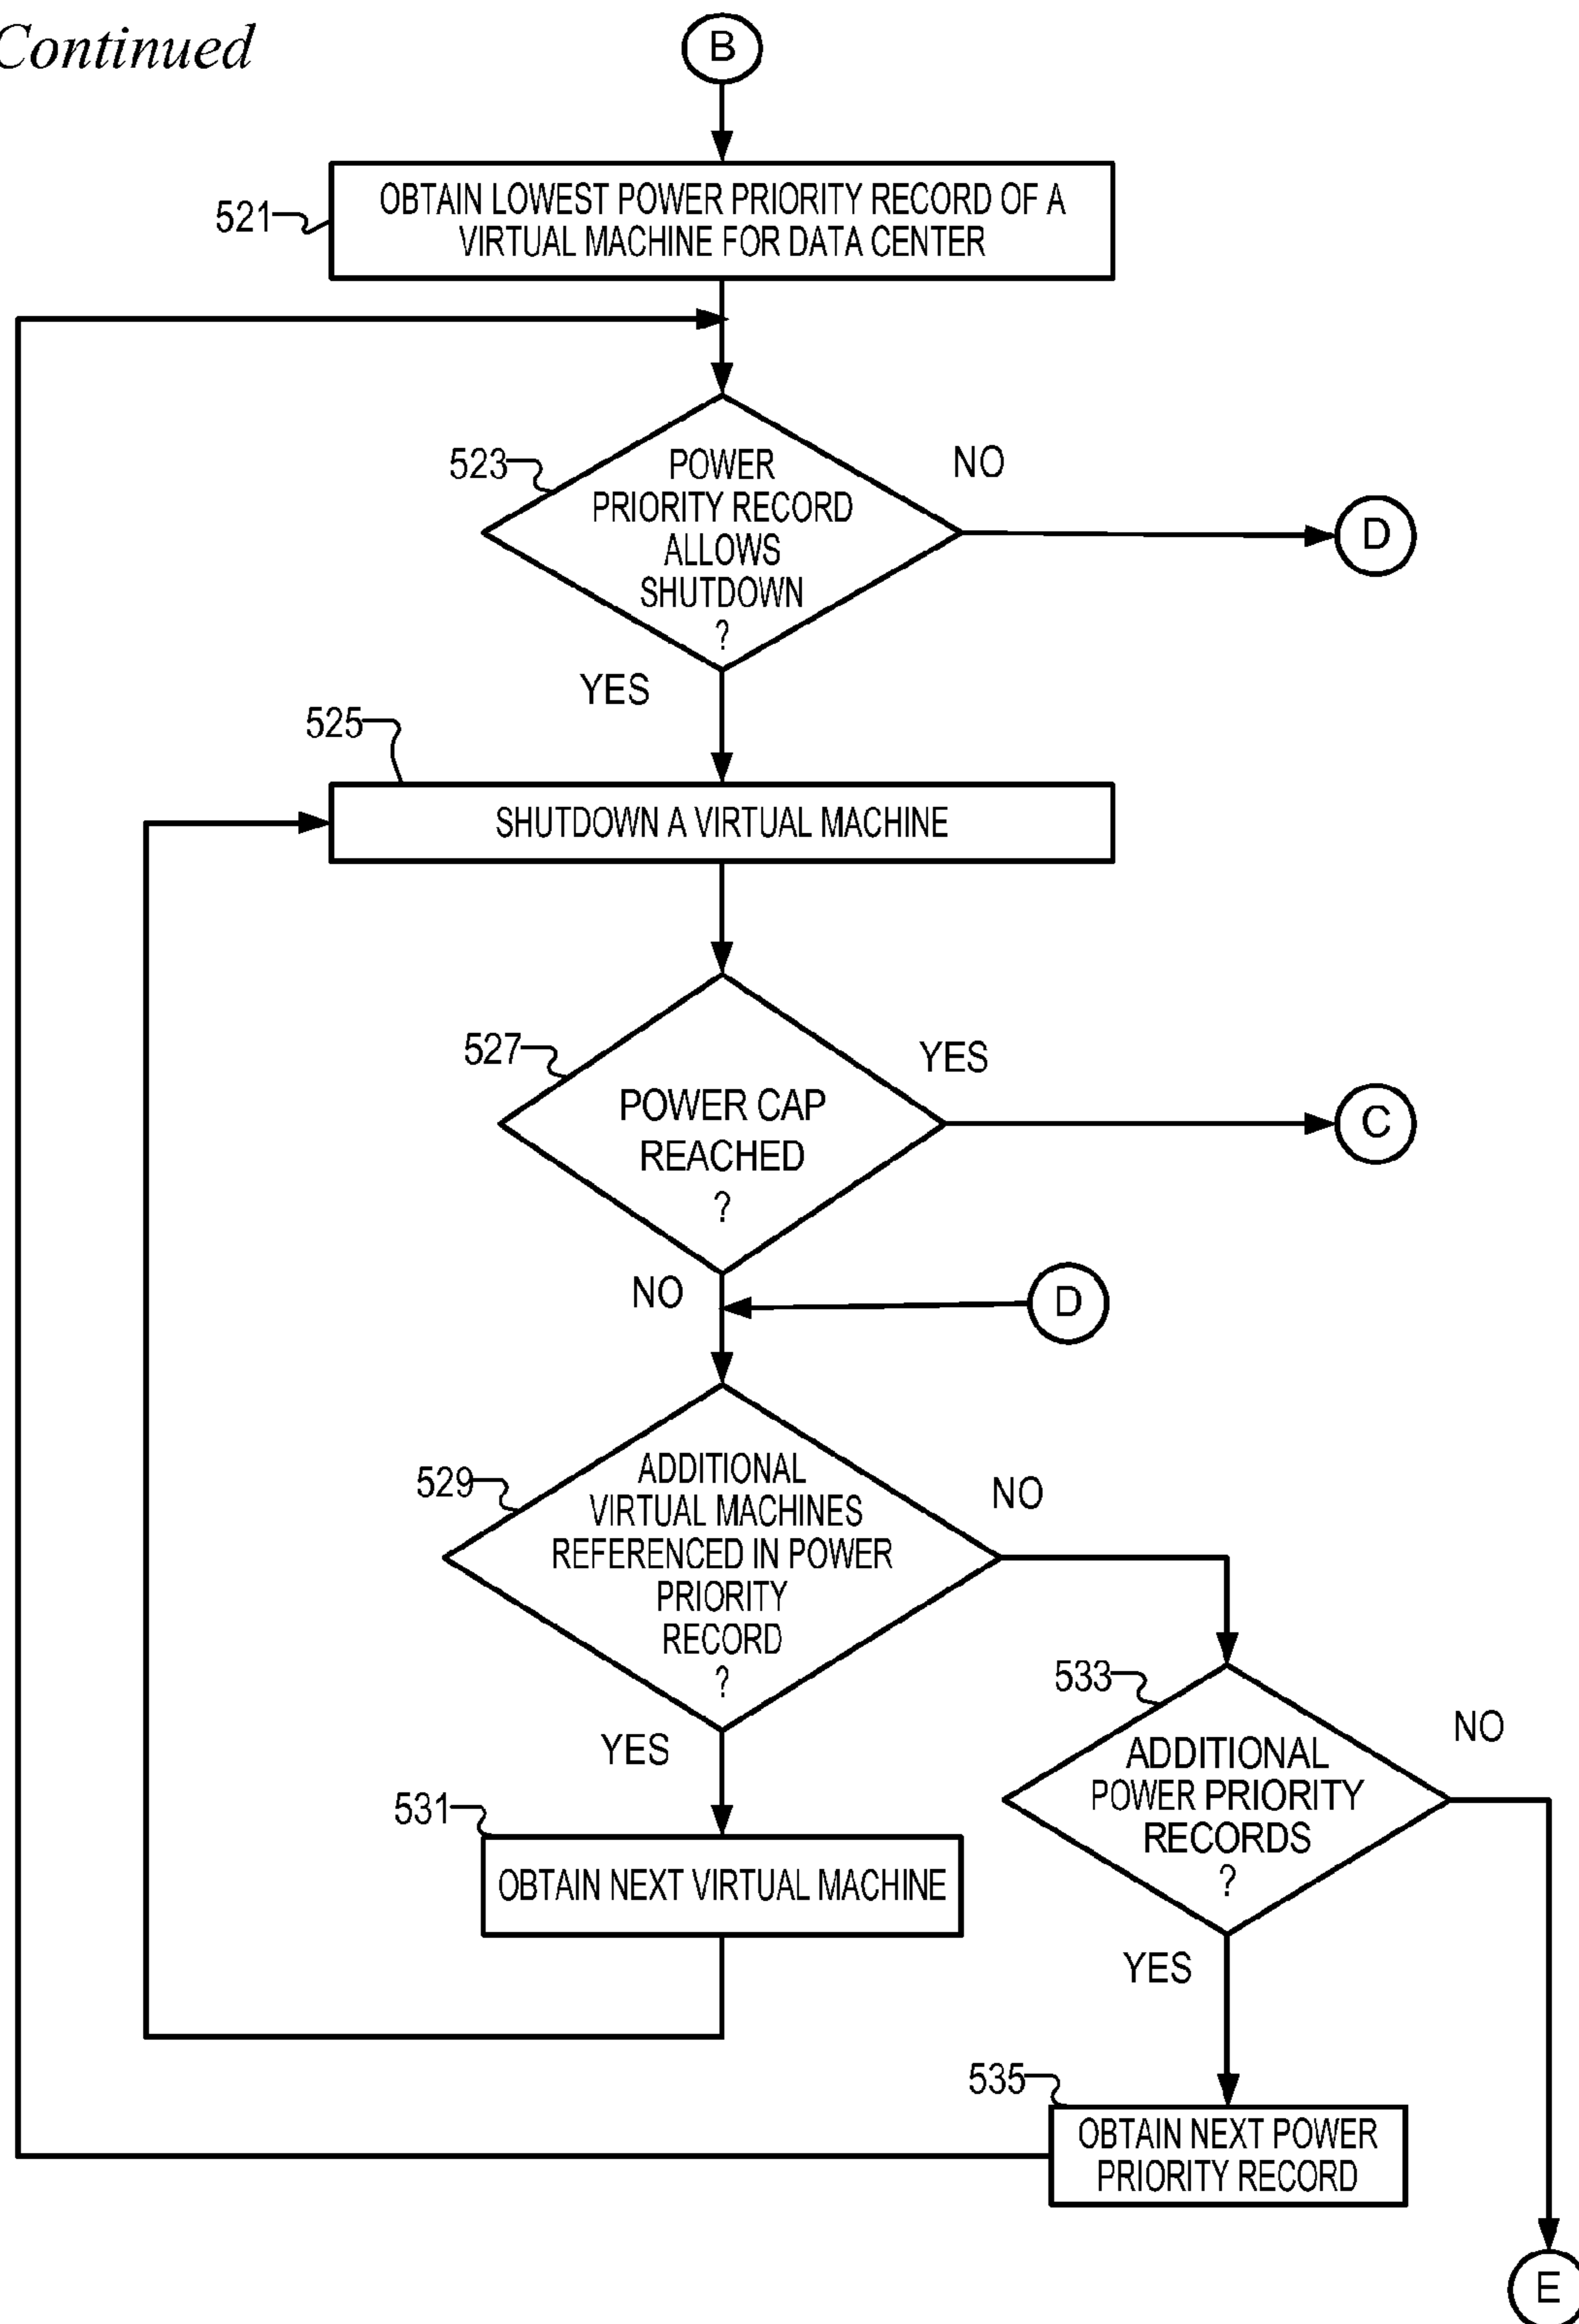 Continued
B
521
OBTAIN LOWEST POWER PRIORITY RECORD OF A
VIRTUAL MACHINE FOR DATA CENTER
523
POWER
PRIORITY RECORD
ALLOWS
SHUTDOWN
?
NO
D
YES
525
SHUTDOWN A VIRTUAL MACHINE
527
POWER CAP
REACHED
?
YES
C
NO
D
529
ADDITIONAL
VIRTUAL MACHINES
REFERENCED IN POWER
PRIORITY
RECORD
?
NO
YES
533
ADDITIONAL
POWER PRIORITY
RECORDS
?
NO
531
OBTAIN NEXT VIRTUAL MACHINE
YES
535
OBTAIN NEXT POWER
PRIORITY RECORD
E